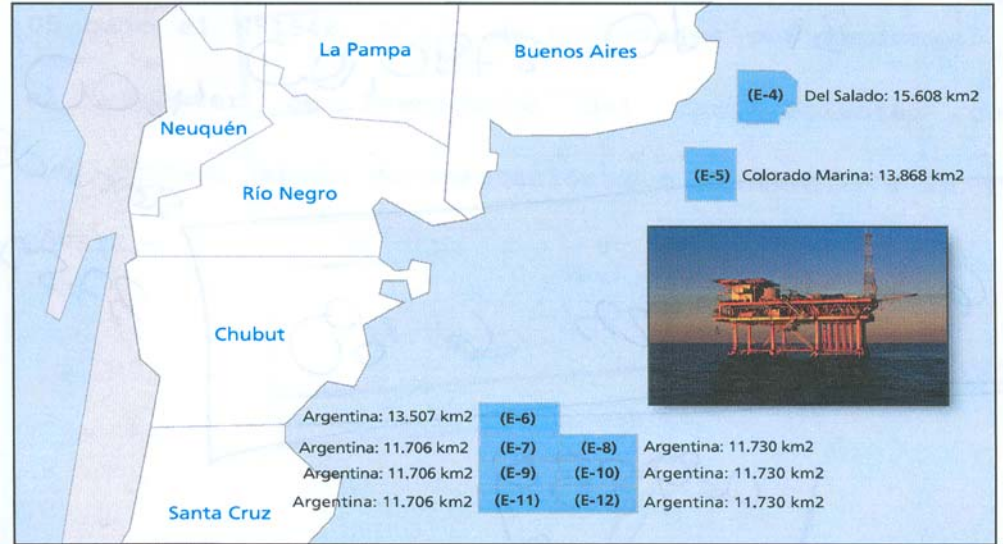 La Pampa
Buenos Aires
(E-4) Del Salado: 15.608 km2
Neuquén
(E-5) Colorado Marina: 13.868 km2
Río Negro
Chubut
Argentina: 13.507 km2 (E-6)
Argentina: 11.706 km2 (E-7) (E-8) Argentina: 11.730 km2
Argentina: 11.706 km2 (E-9) (E-10) Argentina: 11.730 km2
Argentina: 11.706 km2 (E-11) (E-12) Argentina: 11.730 km2
Santa Cruz